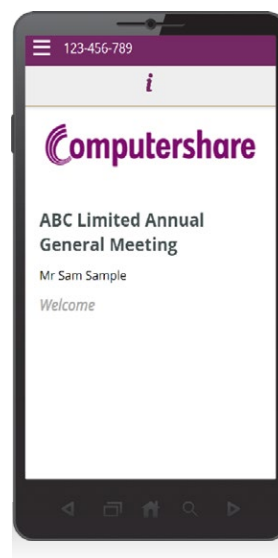 123-456-789
i
Computershare
ABC Limited Annual
General Meeting
Mr Sam Sample
Welcome